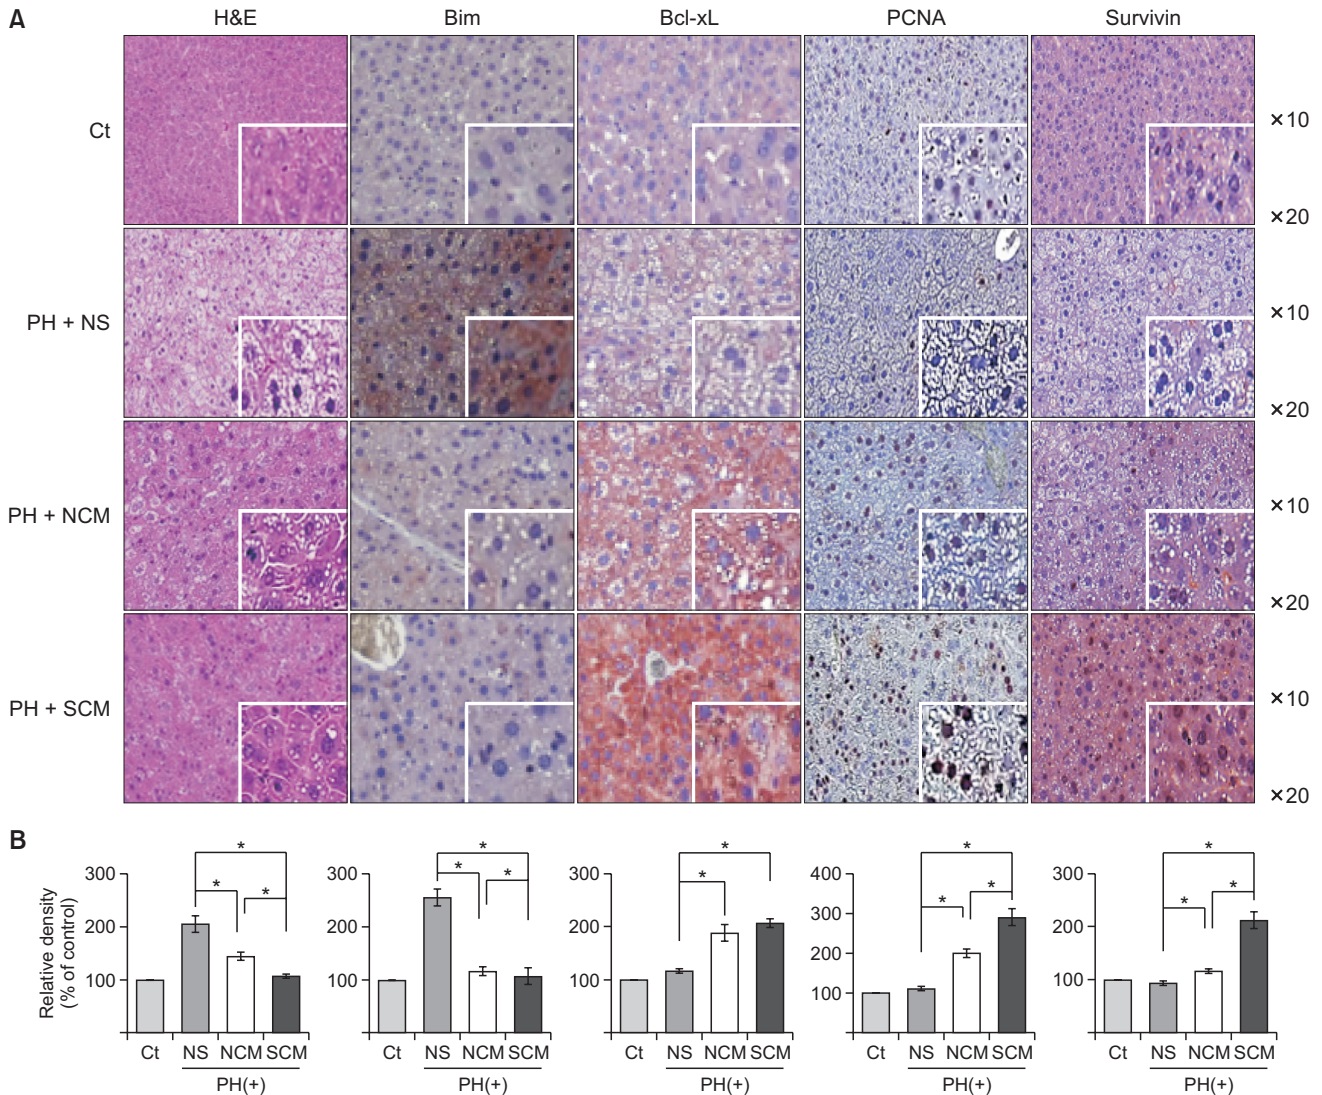 A
H&E Bim Bcl-xL PCNA Survivin
Ct
×10
×20
PH + NS
×10
×20
PH + NCM
×10
×20
PH + SCM
×10
×20
B
Relative density
(% of control)
300
200
100
* * *
Ct NS NCM SCM
PH(+)
300
200
100
* * *
Ct NS NCM SCM
PH(+)
300
200
100
* *
Ct NS NCM SCM
PH(+)
400
300
200
100
* * *
Ct NS NCM SCM
PH(+)
300
200
100
* * *
Ct NS NCM SCM
PH(+)